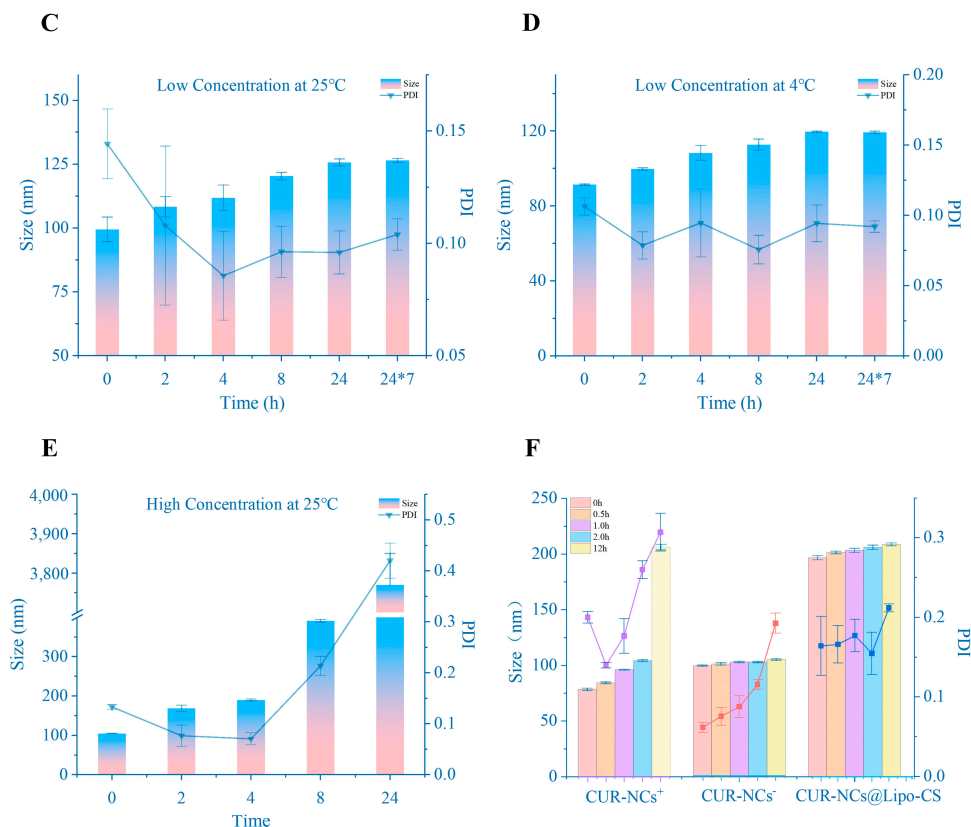 C
Low Concentration at 25°C
Size
PDI
150
125
100
75
50
Size (nm)
0.15
0.10
0.05
PDI
0 2 4 8 24 24*7
Time (h)
D
Low Concentration at 4°C
Size
PDI
120
80
40
0
Size (nm)
0.20
0.15
0.10
0.05
0.00
PDI
0 2 4 8 24 24*7
Time (h)
E
High Concentration at 25°C
Size
PDI
4,000
3,900
3,800
300
200
100
0
Size (nm)
0.5
0.4
0.3
0.2
0.1
0.0
PDI
0 2 4 8 24
Time
F
0h
0.5h
1.0h
2.0h
12h
250
200
150
100
50
0
Size（nm）
0.3
0.2
0.1
0.0
PDI
CUR-NCs⁺ CUR-NCs⁻ CUR-NCs@Lipo-CS